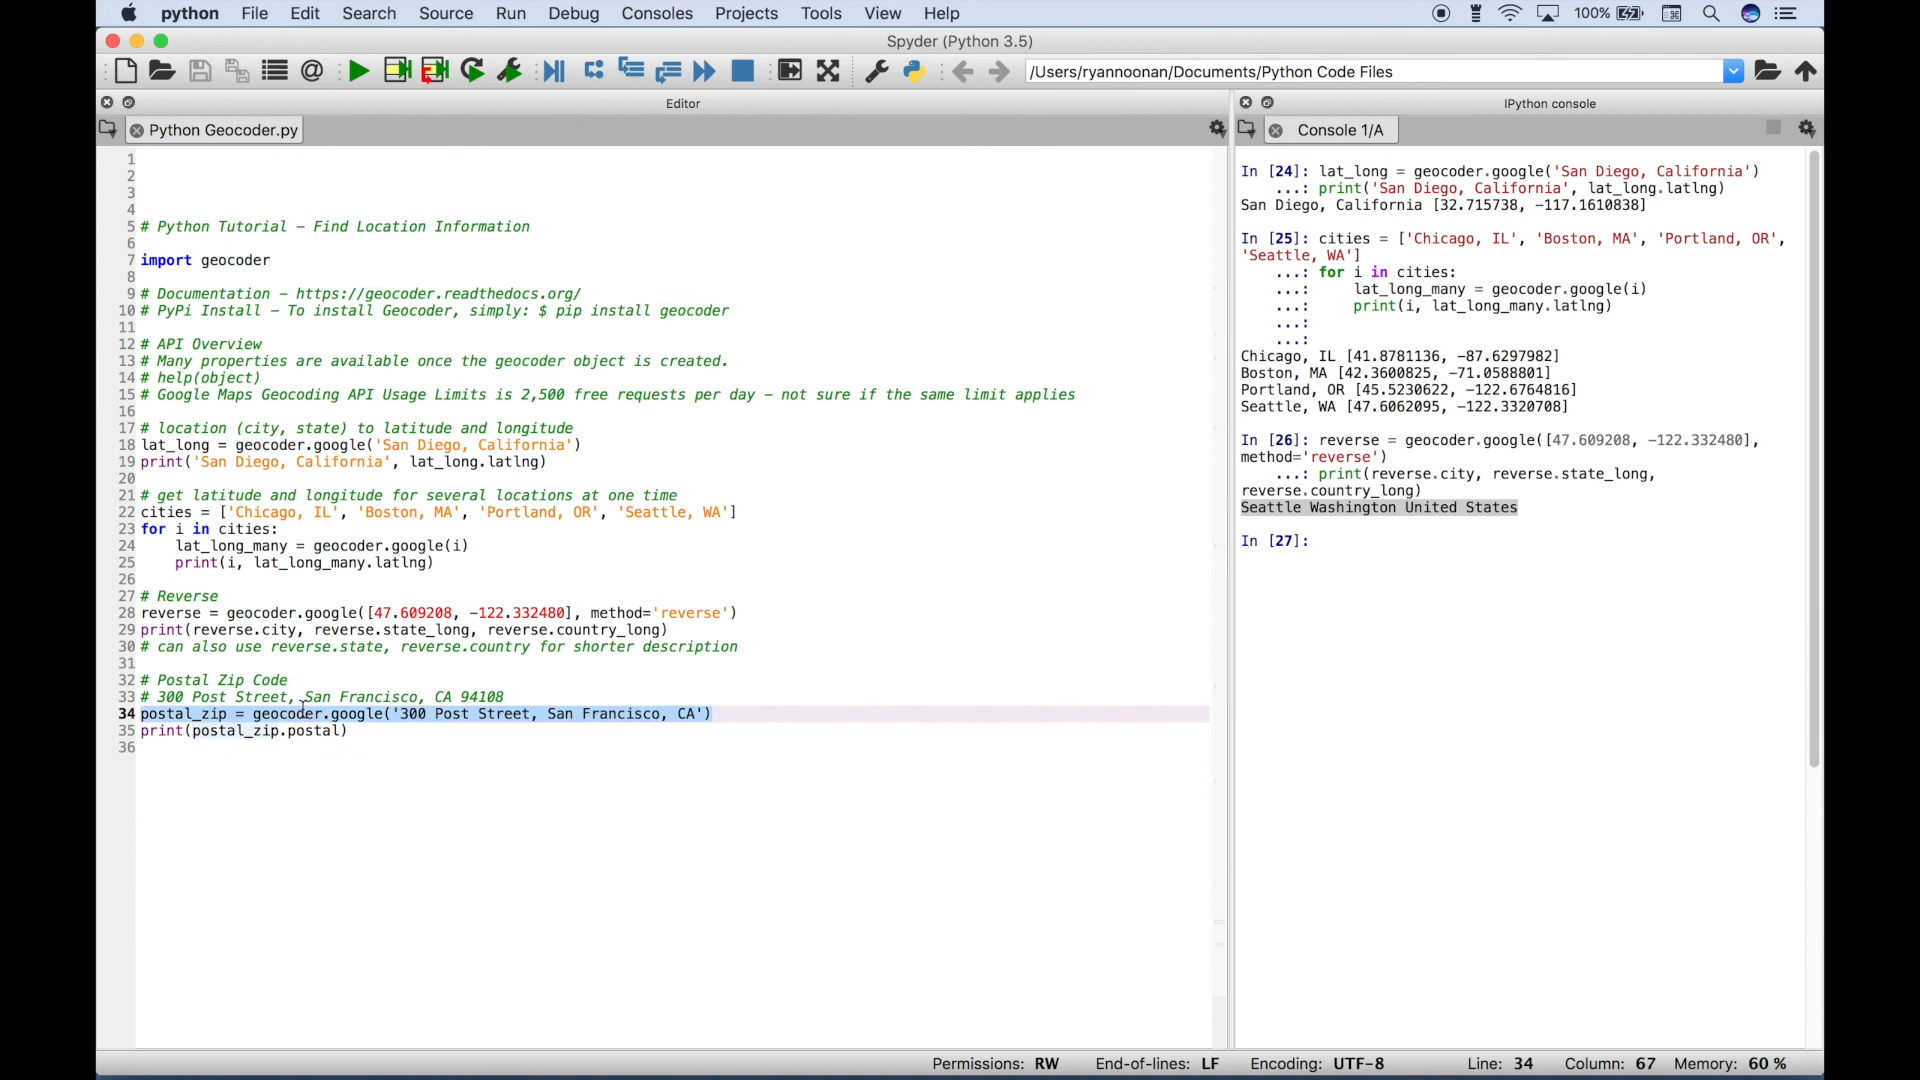 python File Edit Search Source Run Debug Consoles Projects Tools View Help 100%
Spyder (Python 3.5)
/Users/ryannoonan/Documents/Python Code Files
Editor
Python Geocoder.py
1
2
3
4
5 # Python Tutorial – Find Location Information
6
7 import geocoder
8
9 # Documentation – https://geocoder.readthedocs.org/
10 # PyPi Install – To install Geocoder, simply: $ pip install geocoder
11
12 # API Overview
13 # Many properties are available once the geocoder object is created.
14 # help(object)
15 # Google Maps Geocoding API Usage Limits is 2,500 free requests per day – not sure if the same limit applies
16
17 # location (city, state) to latitude and longitude
18 lat_long = geocoder.google('San Diego, California')
19 print('San Diego, California', lat_long.latlng)
20
21 # get latitude and longitude for several locations at one time
22 cities = ['Chicago, IL', 'Boston, MA', 'Portland, OR', 'Seattle, WA']
23 for i in cities:
24     lat_long_many = geocoder.google(i)
25     print(i, lat_long_many.latlng)
26
27 # Reverse
28 reverse = geocoder.google([47.609208, -122.332480], method='reverse')
29 print(reverse.city, reverse.state_long, reverse.country_long)
30 # can also use reverse.state, reverse.country for shorter description
31
32 # Postal Zip Code
33 # 300 Post Street, San Francisco, CA 94108
34 postal_zip = geocoder.google('300 Post Street, San Francisco, CA')
35 print(postal_zip.postal)
36
IPython console
Console 1/A
In [24]: lat_long = geocoder.google('San Diego, California')
...: print('San Diego, California', lat_long.latlng)
San Diego, California [32.715738, -117.1610838]
In [25]: cities = ['Chicago, IL', 'Boston, MA', 'Portland, OR',
'Seattle, WA']
...: for i in cities:
...:     lat_long_many = geocoder.google(i)
...:     print(i, lat_long_many.latlng)
...:
...:
Chicago, IL [41.8781136, -87.6297982]
Boston, MA [42.3600825, -71.0588801]
Portland, OR [45.5230622, -122.6764816]
Seattle, WA [47.6062095, -122.3320708]
In [26]: reverse = geocoder.google([47.609208, -122.332480],
method='reverse')
...: print(reverse.city, reverse.state_long,
reverse.country_long)
Seattle Washington United States
In [27]:
Permissions: RW End-of-lines: LF Encoding: UTF-8 Line: 34 Column: 67 Memory: 60 %